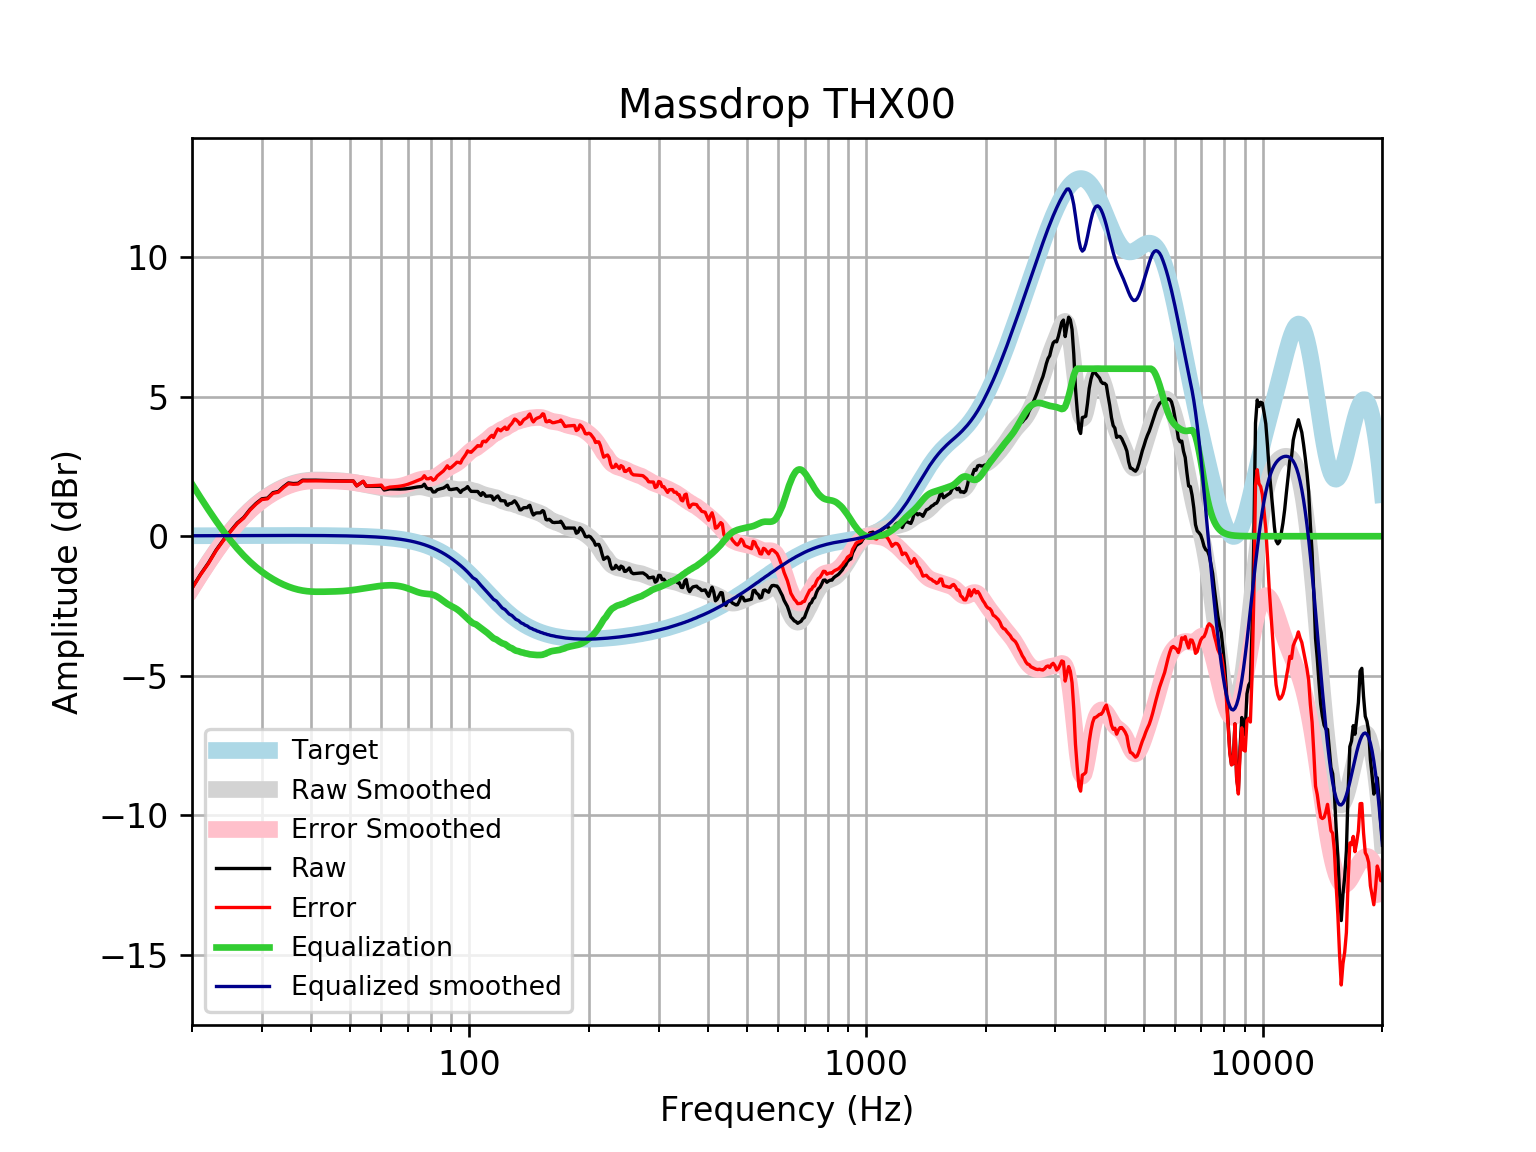 Massdrop THX00
Amplitude (dBr)
10
5
0
−5
−10
−15
Target
Raw Smoothed
Error Smoothed
Raw
Error
Equalization
Equalized smoothed
100 1000 10000
Frequency (Hz)